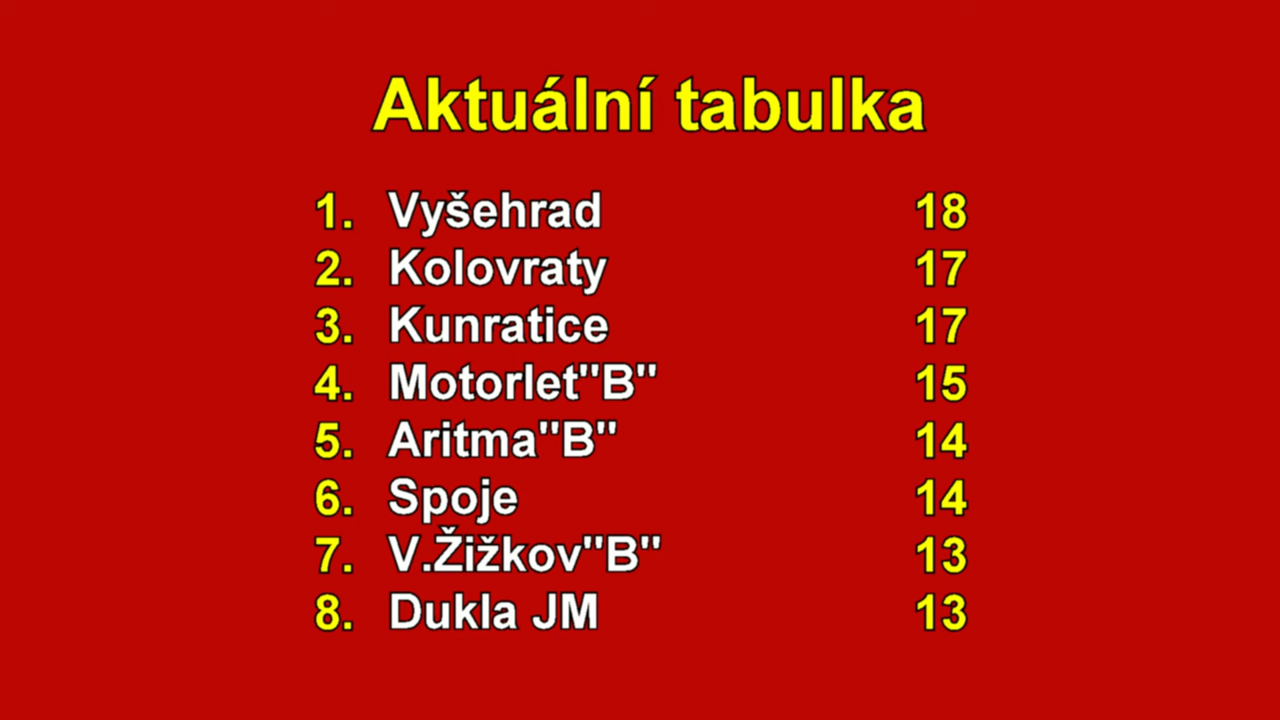 Aktuální tabulka
1. Vyšehrad 18
2. Kolovraty 17
3. Kunratice 17
4. Motorlet"B" 15
5. Aritma"B" 14
6. Spoje 14
7. V.Žižkov"B" 13
8. Dukla JM 13